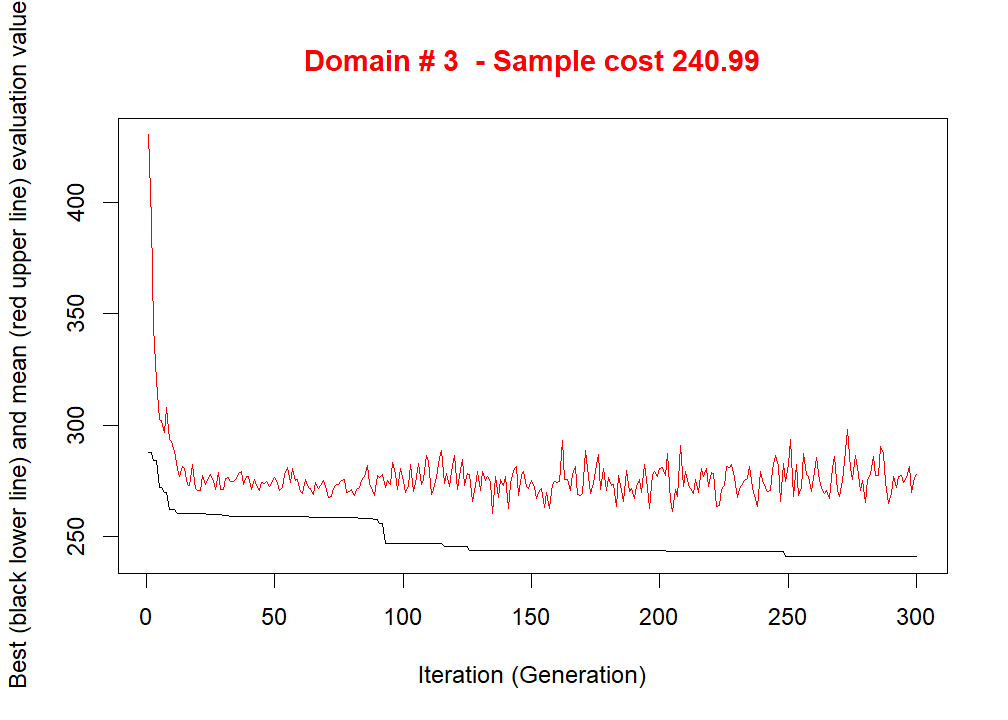 Domain # 3  - Sample cost 240.99
Best (black lower line) and mean (red upper line) evaluation value
400
350
300
250
0 50 100 150 200 250 300
Iteration (Generation)